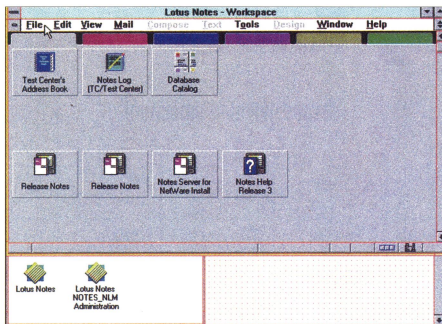 Lotus Notes - Workspace
File Edit View Mail Compose Text Tools Design Window Help
Test Center's
Address Book
Notes Log
(TC/Test Center)
Database
Catalog
Release Notes
Release Notes
Notes Server for
NetWare Install
Notes Help
Release 3
Lotus Notes
Lotus Notes
NOTES_NLM
Administration